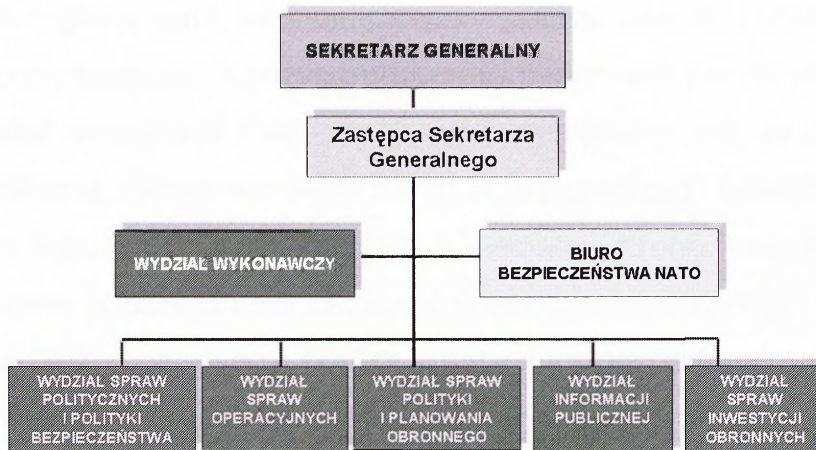 SEKRETARZ GENERALNY
Zastępca Sekretarza
Generalnego
WYDZIAŁ WYKONAWCZY
BIURO
BEZPIECZEŃSTWA NATO
WYDZIAŁ SPRAW
POLITYCZNYCH
I POLITYKI
BEZPIECZEŃSTWA
WYDZIAŁ
SPRAW
OPERACYJNYCH
WYDZIAŁ SPRAW
POLITYKI
I PLANOWANIA
OBRONNEGO
WYDZIAŁ
INFORMACJI
PUBLICZNEJ
WYDZIAŁ
SPRAW
INWESTYCJI
OBRONNYCH